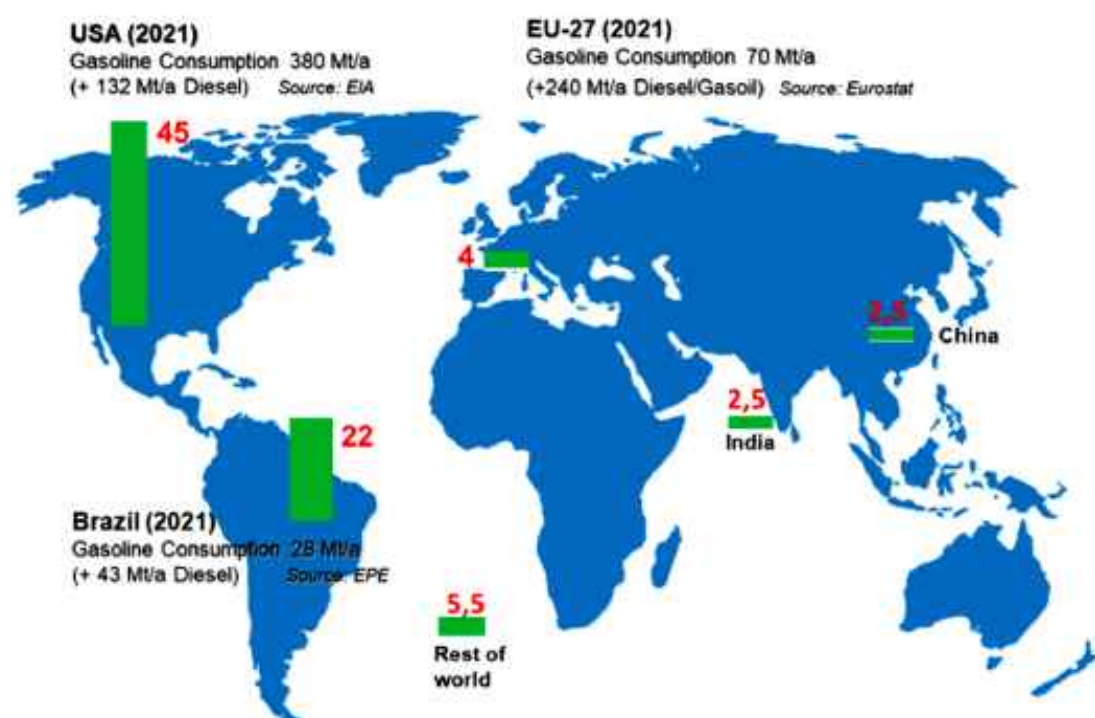 USA (2021)
Gasoline Consumption 380 Mt/a
(+ 132 Mt/a Diesel) Source: EIA
EU-27 (2021)
Gasoline Consumption 70 Mt/a
(+240 Mt/a Diesel/Gasoil) Source: Eurostat
45
4
China
2,5
India
22
Brazil (2021)
Gasoline Consumption 28 Mt/a
(+ 43 Mt/a Diesel) Source: EPE
5,5
Rest of
world